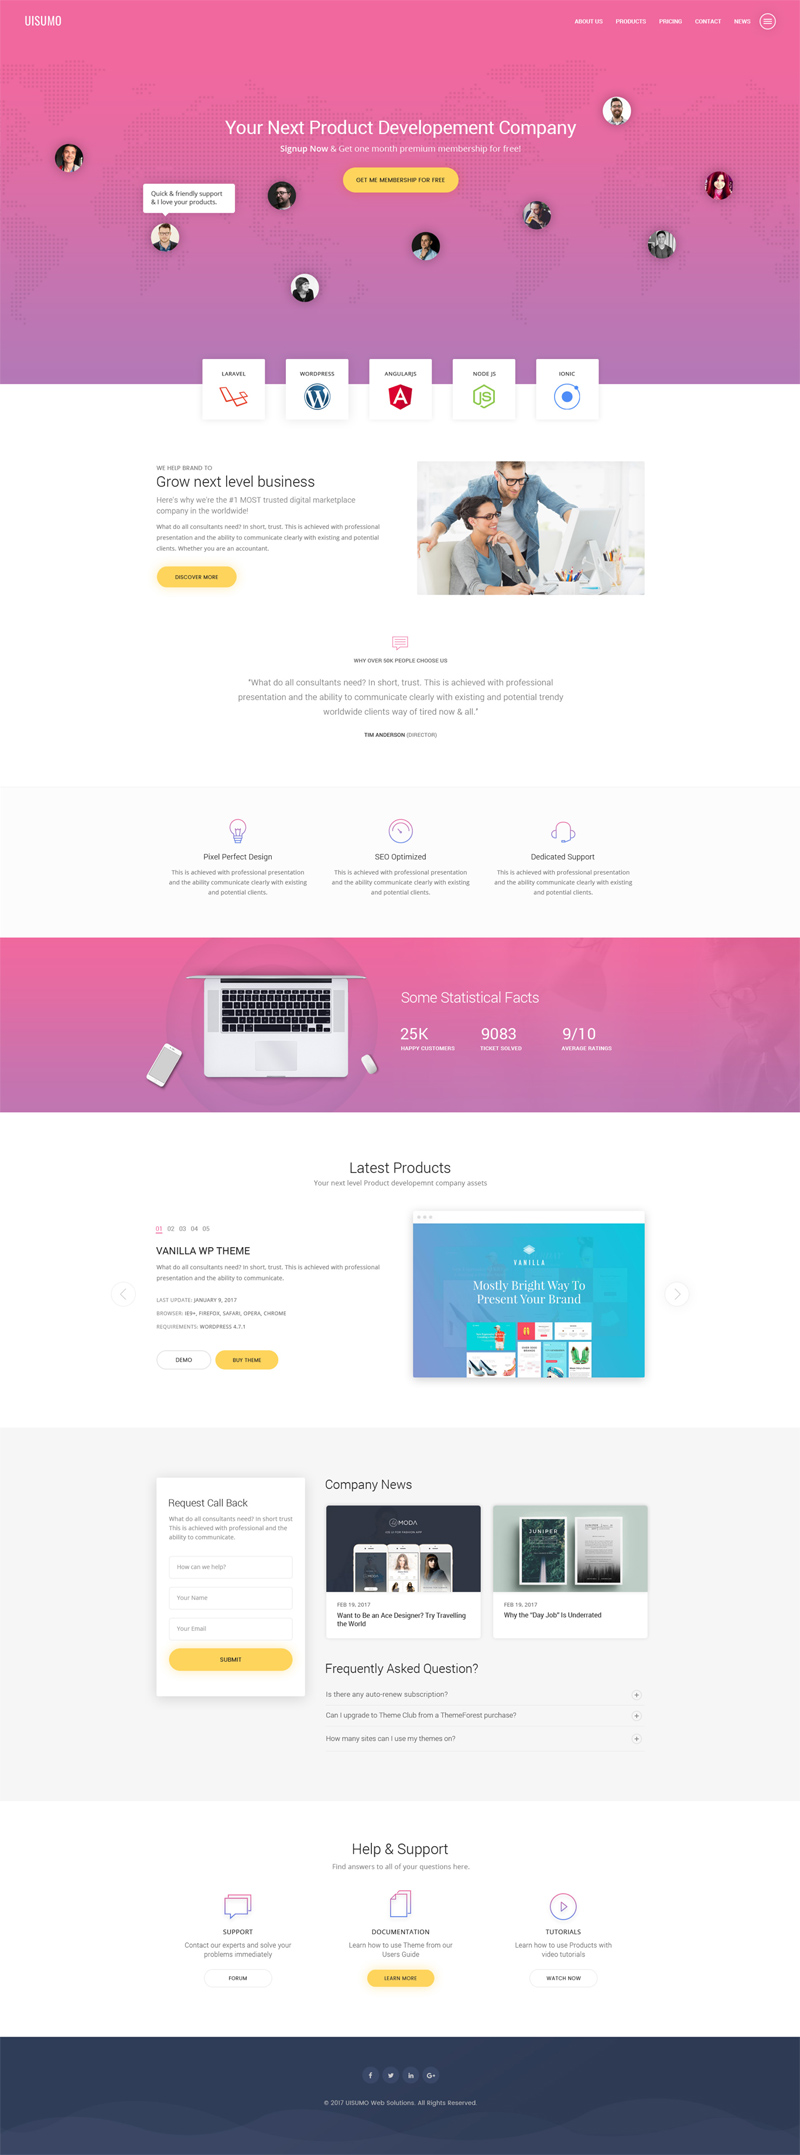 UISUMO
ABOUT US PRODUCTS PRICING CONTACT NEWS
Your Next Product Developement Company
Signup Now & Get one month premium membership for free!
GET ME MEMBERSHIP FOR FREE
Quick & friendly support
& I love your products.
LARAVEL WORDPRESS ANGULARJS NODE JS IONIC
WE HELP BRAND TO
Grow next level business
Here's why we're the #1 MOST trusted digital marketplace
company in the worldwide!
What do all consultants need? In short, trust. This is achieved with professional
presentation and the ability to communicate clearly with existing and potential
clients. Whether you are an accountant.
DISCOVER MORE
WHY OVER 50K PEOPLE CHOOSE US
"What do all consultants need? In short, trust. This is achieved with professional
presentation and the ability to communicate clearly with existing and potential trendy
worldwide clients way of tired now & all."
TIM ANDERSON (DIRECTOR)
Pixel Perfect Design
This is achieved with professional presentation
and the ability communicate clearly with existing
and potential clients.
SEO Optimized
This is achieved with professional presentation
and the ability communicate clearly with existing
and potential clients.
Dedicated Support
This is achieved with professional presentation
and the ability communicate clearly with existing
and potential clients.
Some Statistical Facts
25K 9083 9/10
HAPPY CUSTOMERS TICKET SOLVED AVERAGE RATINGS
Latest Products
Your next level Product developemnt company assets
01 02 03 04 05
VANILLA WP THEME
What do all consultants need? In short, trust. This is achieved with professional
presentation and the ability to communicate.
LAST UPDATE: JANUARY 9, 2017
BROWSER: IE9+, FIREFOX, SAFARI, OPERA, CHROME
REQUIREMENTS: WORDPRESS 4.7.1
DEMO BUY THEME
VANILLA
Mostly Bright Way To
Present Your Brand
Request Call Back
What do all consultants need? In short trust
This is achieved with professional and the
ability to communicate.
How can we help?
Your Name
Your Email
SUBMIT
Company News
MODA
FEB 19, 2017
Want to Be an Ace Designer? Try Travelling
the World
JUNIPER
FEB 19, 2017
Why the “Day Job” Is Underrated
Frequently Asked Question?
Is there any auto-renew subscription?
Can I upgrade to Theme Club from a ThemeForest purchase?
How many sites can I use my themes on?
Help & Support
Find answers to all of your questions here.
SUPPORT
Contact our experts and solve your
problems immediately
FORUM
DOCUMENTATION
Learn how to use Theme from our
Users Guide
LEARN MORE
TUTORIALS
Learn how to use Products with
video tutorials
WATCH NOW
© 2017 UISUMO Web Solutions. All Rights Reserved.